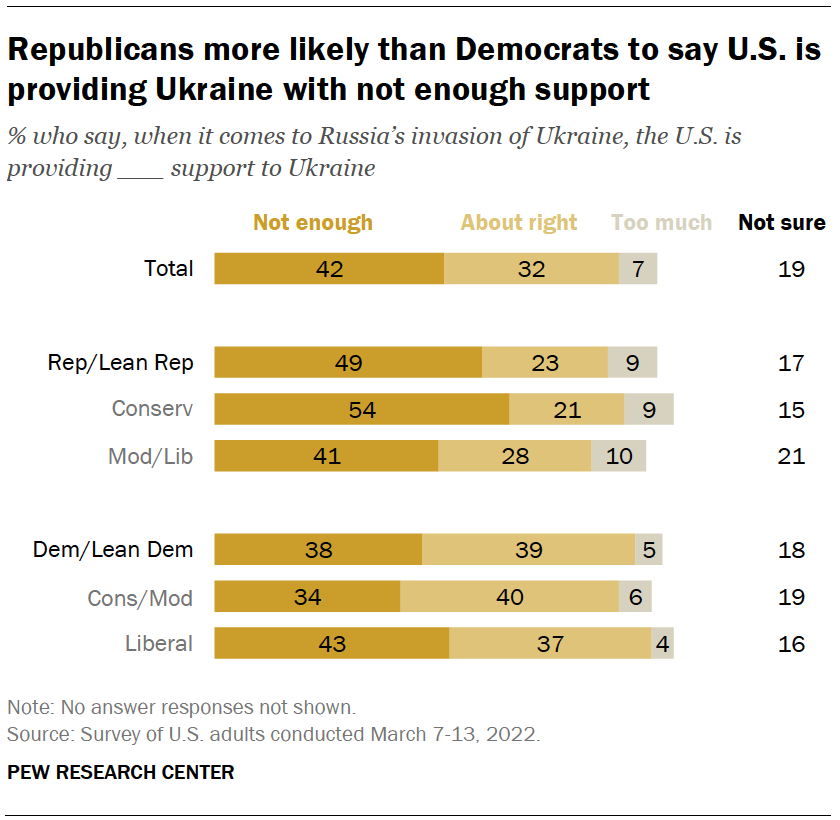 Republicans more likely than Democrats to say U.S. is
providing Ukraine with not enough support
% who say, when it comes to Russia's invasion of Ukraine, the U.S. is
providing ___ support to Ukraine
Not enough About right Too much Not sure
Total 42 32 7 19
Rep/Lean Rep 49 23 9 17
Conserv 54 21 9 15
Mod/Lib 41 28 10 21
Dem/Lean Dem 38 39 5 18
Cons/Mod 34 40 6 19
Liberal 43 37 4 16
Note: No answer responses not shown.
Source: Survey of U.S. adults conducted March 7-13, 2022.
PEW RESEARCH CENTER